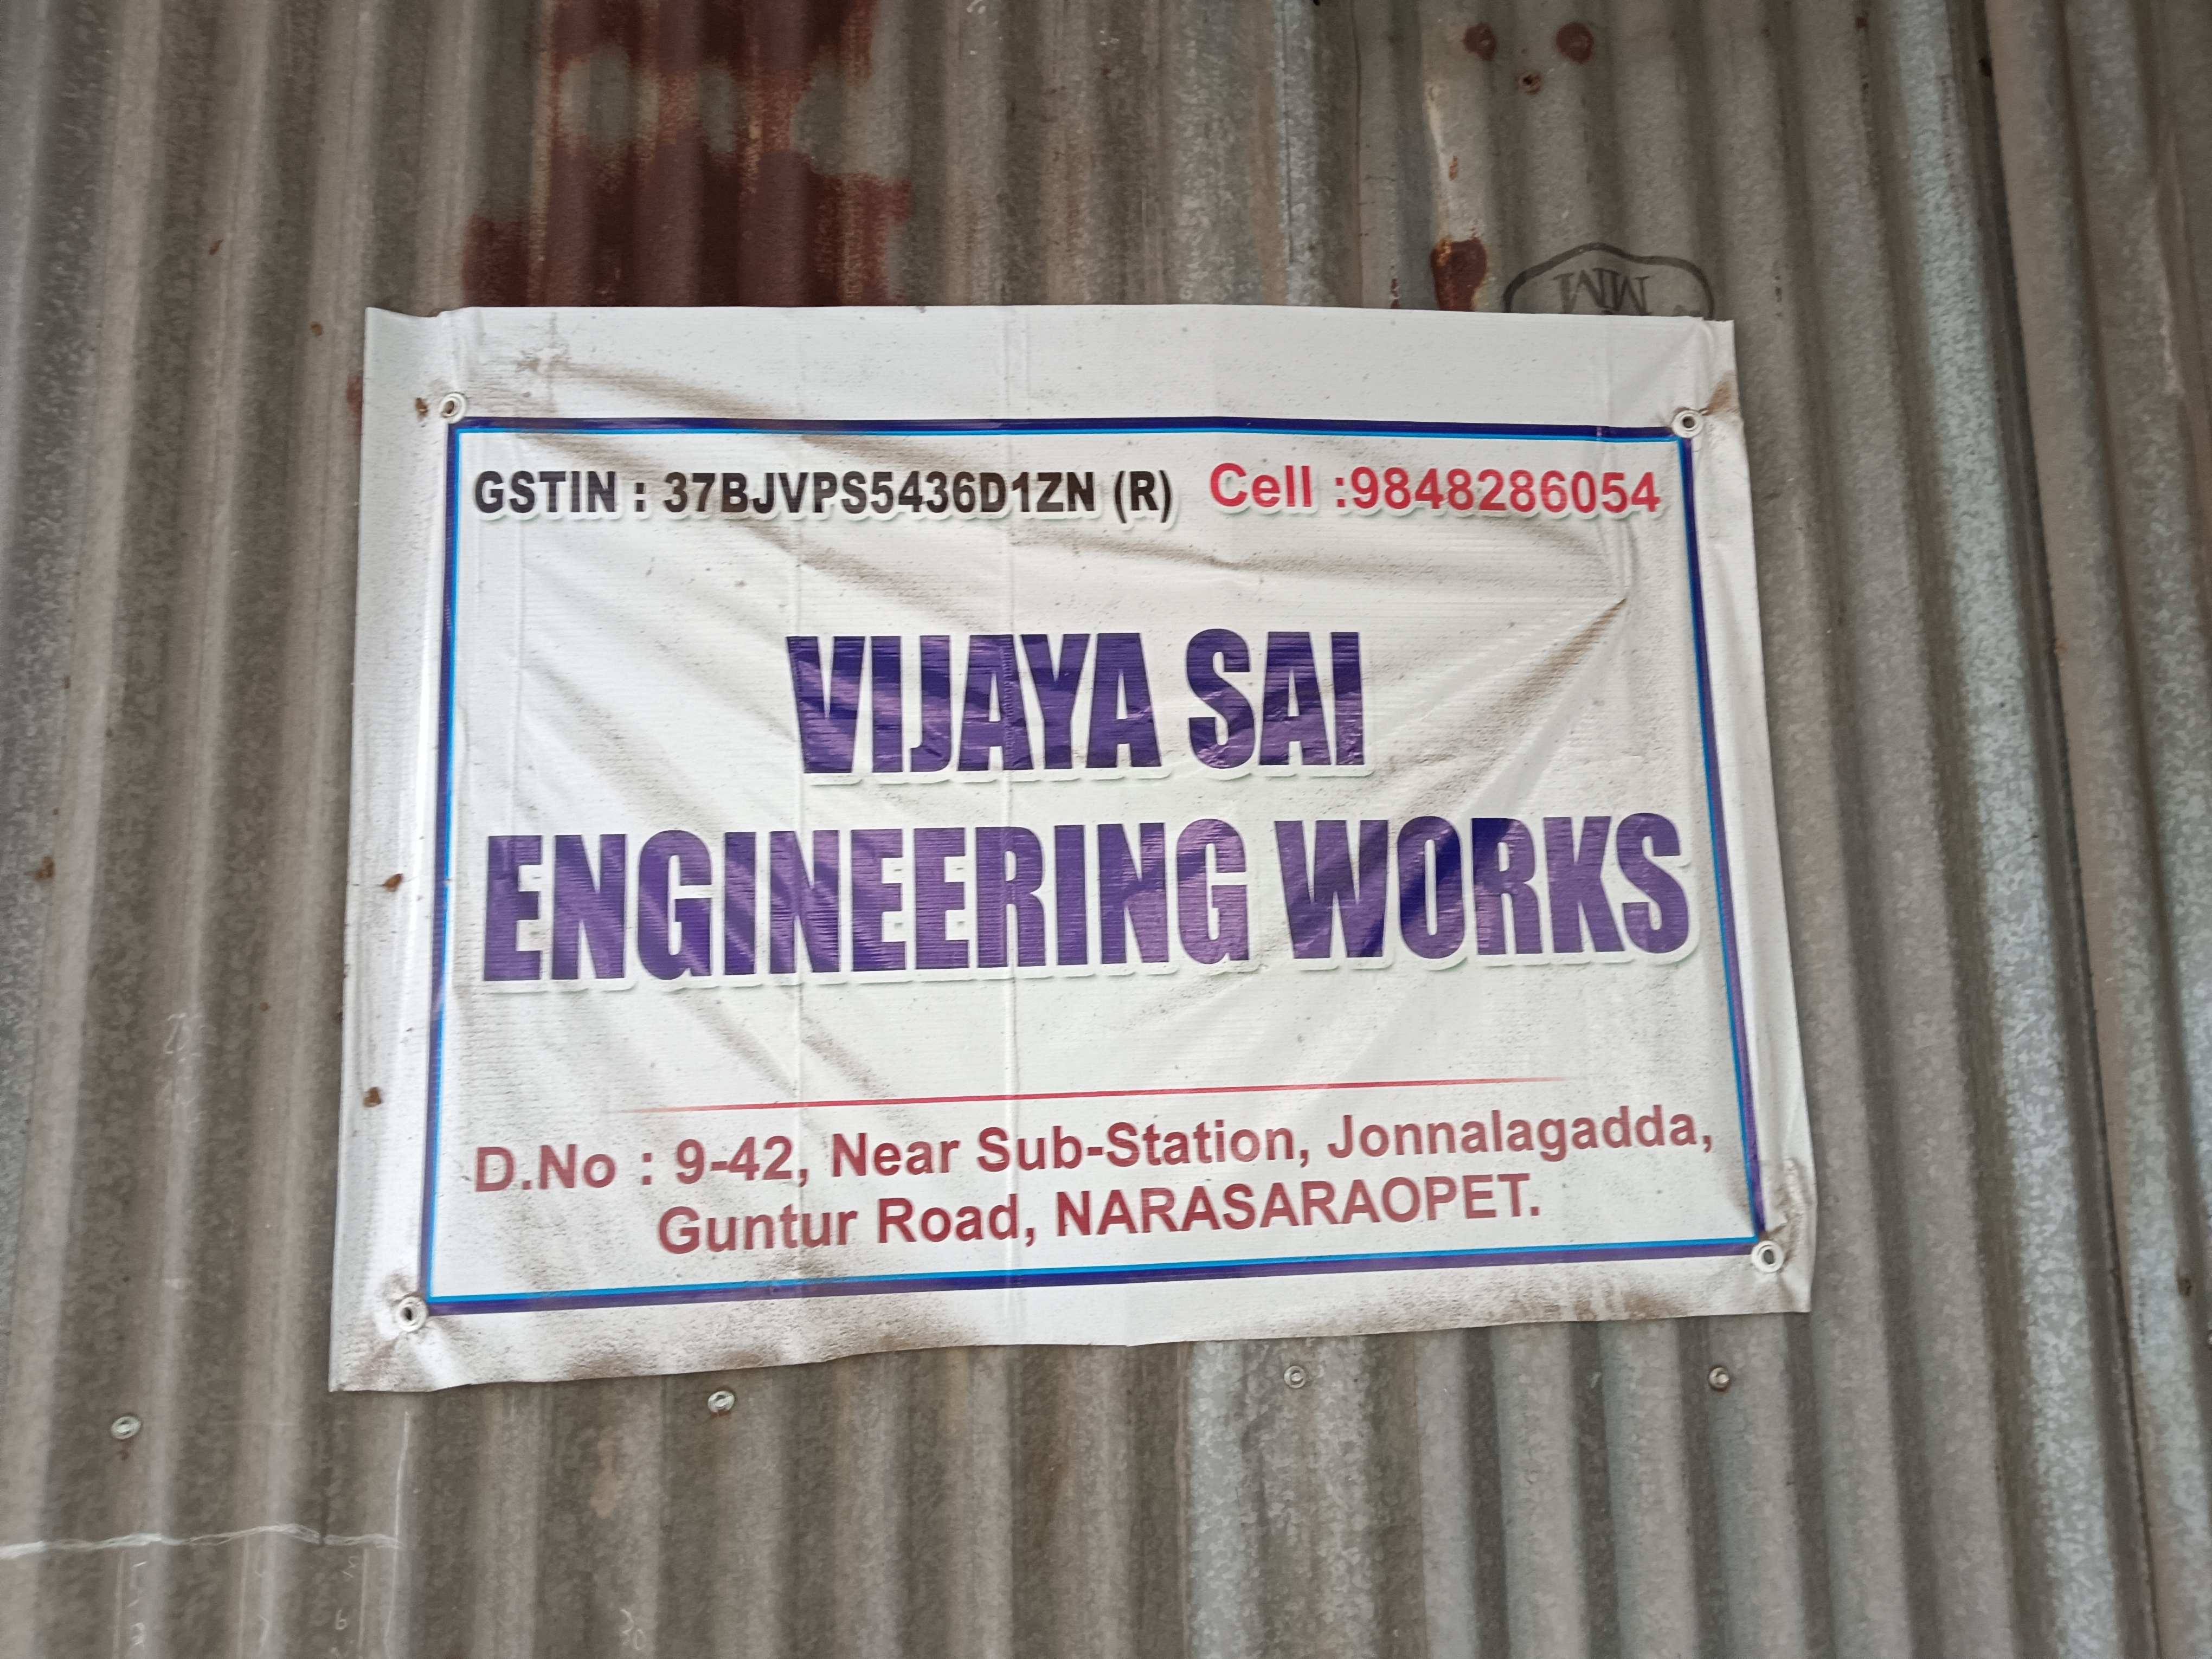 GSTIN : 37BJVPS5436D1ZN (R) Cell :9848286054
VIJAYA SAI
ENGINEERING WORKS
D.No : 9-42, Near Sub-Station, Jonnalagadda,
Guntur Road, NARASARAOPET.